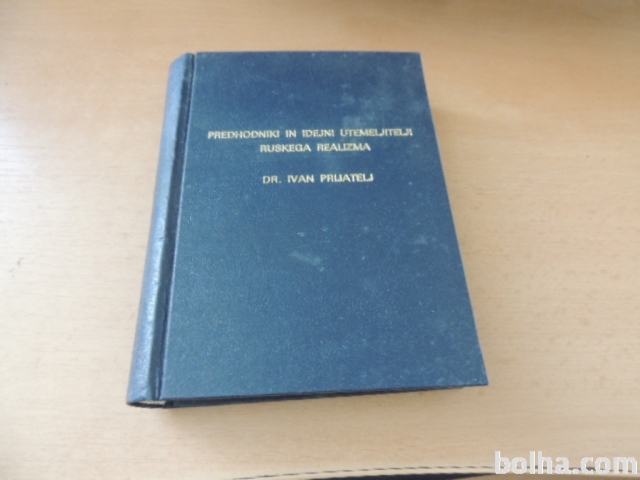 PREDHODNIKI IN IDEJNI UTEMELJITELJI
RUSKEGA REALIZMA
DR. IVAN PRIJATELJ
bolha.com